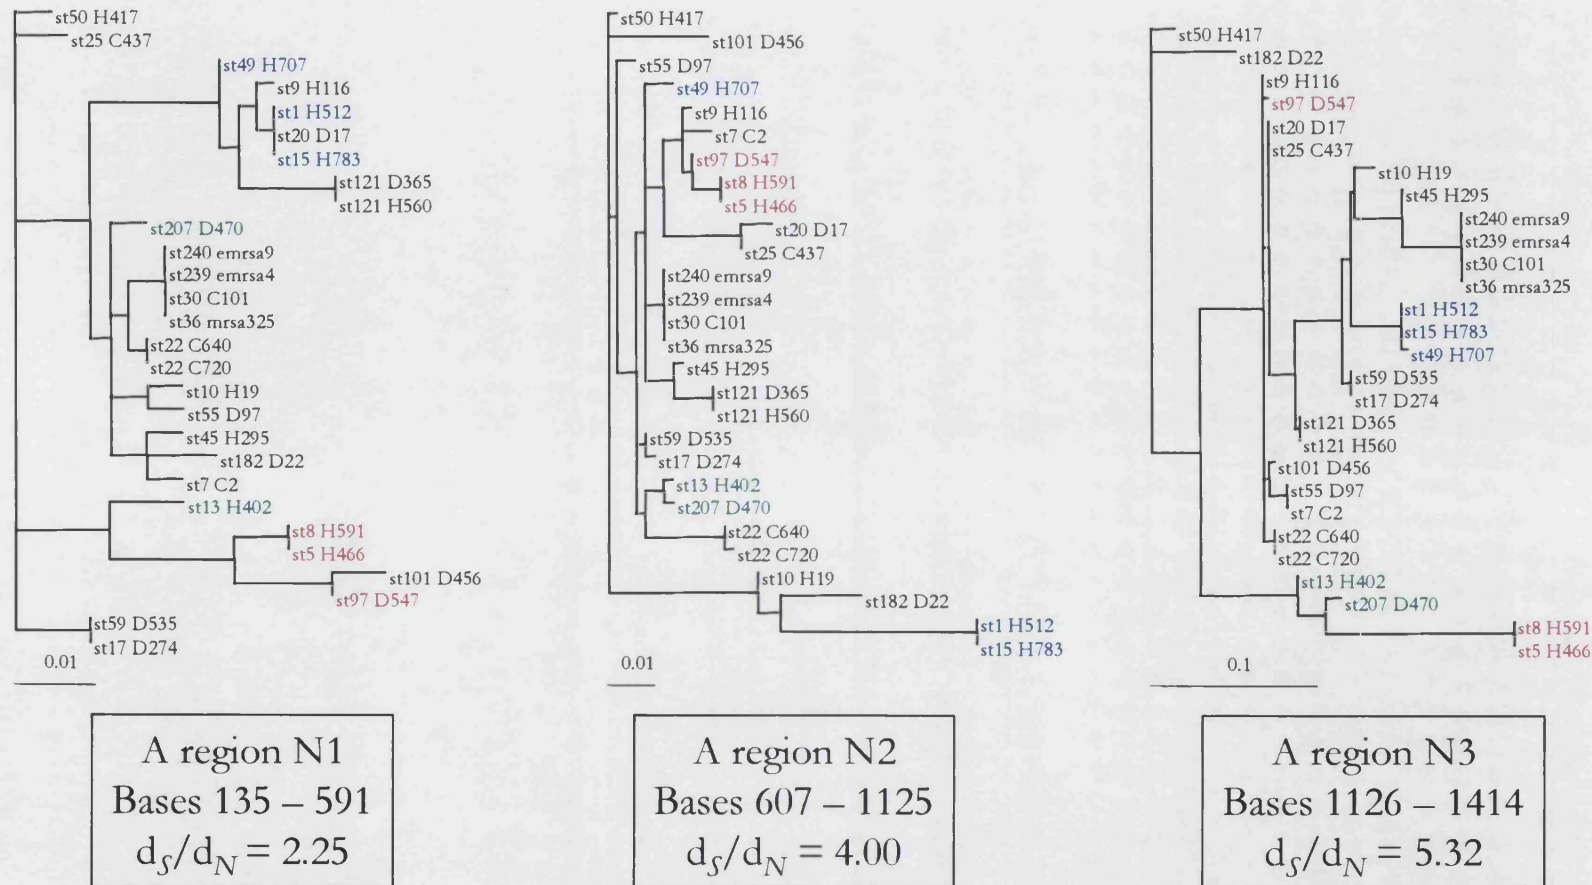 st50 H417
st25 C437
st49 H707
st9 H116
st1 H512
st20 D17
st15 H783
st121 D365
st121 H560
st207 D470
st240 emrsa9
st239 emrsa4
st30 C101
st36 mrsa325
st22 C640
st22 C720
st10 H19
st55 D97
st45 H295
st182 D22
st7 C2
st13 H402
st8 H591
st5 H466
st101 D456
st97 D547
st59 D535
st17 D274
0.01
A region N1
Bases 135 – 591
dS/dN = 2.25
st50 H417
st101 D456
st55 D97
st49 H707
st9 H116
st7 C2
st97 D547
st8 H591
st5 H466
st20 D17
st25 C437
st240 emrsa9
st239 emrsa4
st30 C101
st36 mrsa325
st45 H295
st121 D365
st121 H560
st59 D535
st17 D274
st13 H402
st207 D470
st22 C640
st22 C720
st10 H19
st182 D22
st1 H512
st15 H783
0.01
A region N2
Bases 607 – 1125
dS/dN = 4.00
st50 H417
st182 D22
st9 H116
st97 D547
st20 D17
st25 C437
st10 H19
st45 H295
st240 emrsa9
st239 emrsa4
st30 C101
st36 mrsa325
st1 H512
st15 H783
st49 H707
st59 D535
st17 D274
st121 D365
st121 H560
st101 D456
st55 D97
st7 C2
st22 C640
st22 C720
st13 H402
st207 D470
st8 H591
st5 H466
0.1
A region N3
Bases 1126 – 1414
dS/dN = 5.32